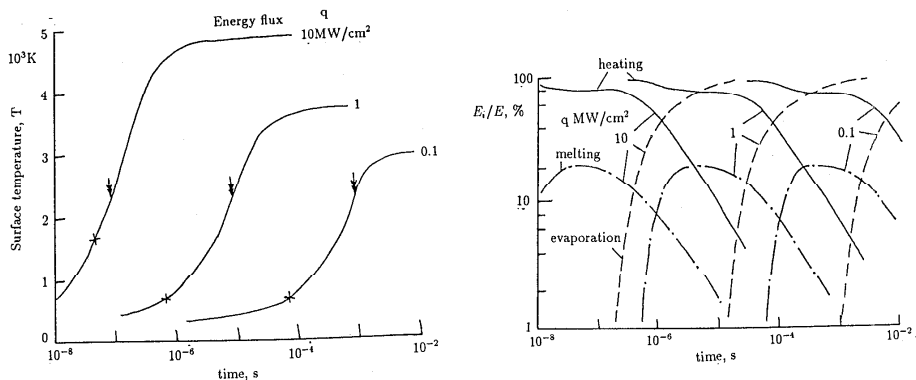 Energy flux q
10MW/cm²
5
10³K
4
3
2
1
0
Surface temperature, T
1
0.1
10⁻⁸
10⁻⁶
10⁻⁴
10⁻²
time, s
heating
100
Eᵢ/E, %
q MW/cm²
10
1
0.1
melting
10
evaporation
1
10⁻⁸
10⁻⁶
10⁻⁴
10⁻²
time, s